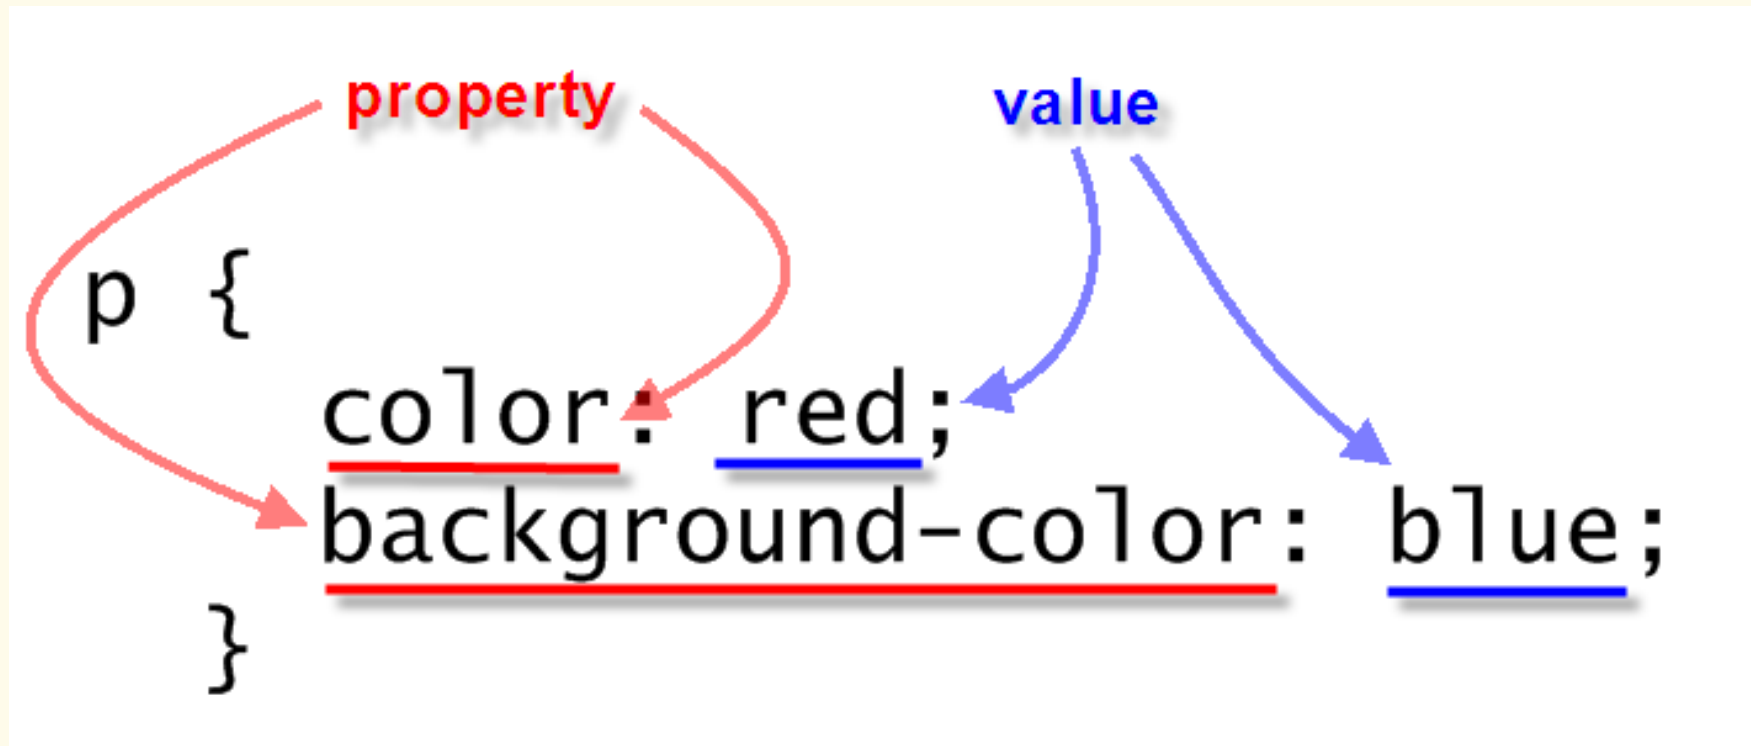 property value
p {
color: red;
background-color: blue;
}